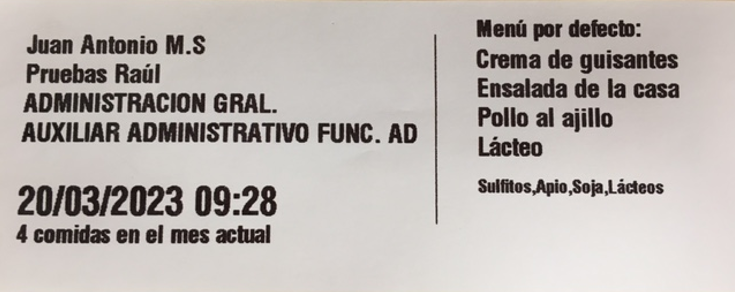 Juan Antonio M.S
Pruebas Raúl
ADMINISTRACION GRAL.
AUXILIAR ADMINISTRATIVO FUNC. AD
20/03/2023 09:28
4 comidas en el mes actual
Menú por defecto:
Crema de guisantes
Ensalada de la casa
Pollo al ajillo
Lácteo
Sulfitos,Apio,Soja,Lácteos